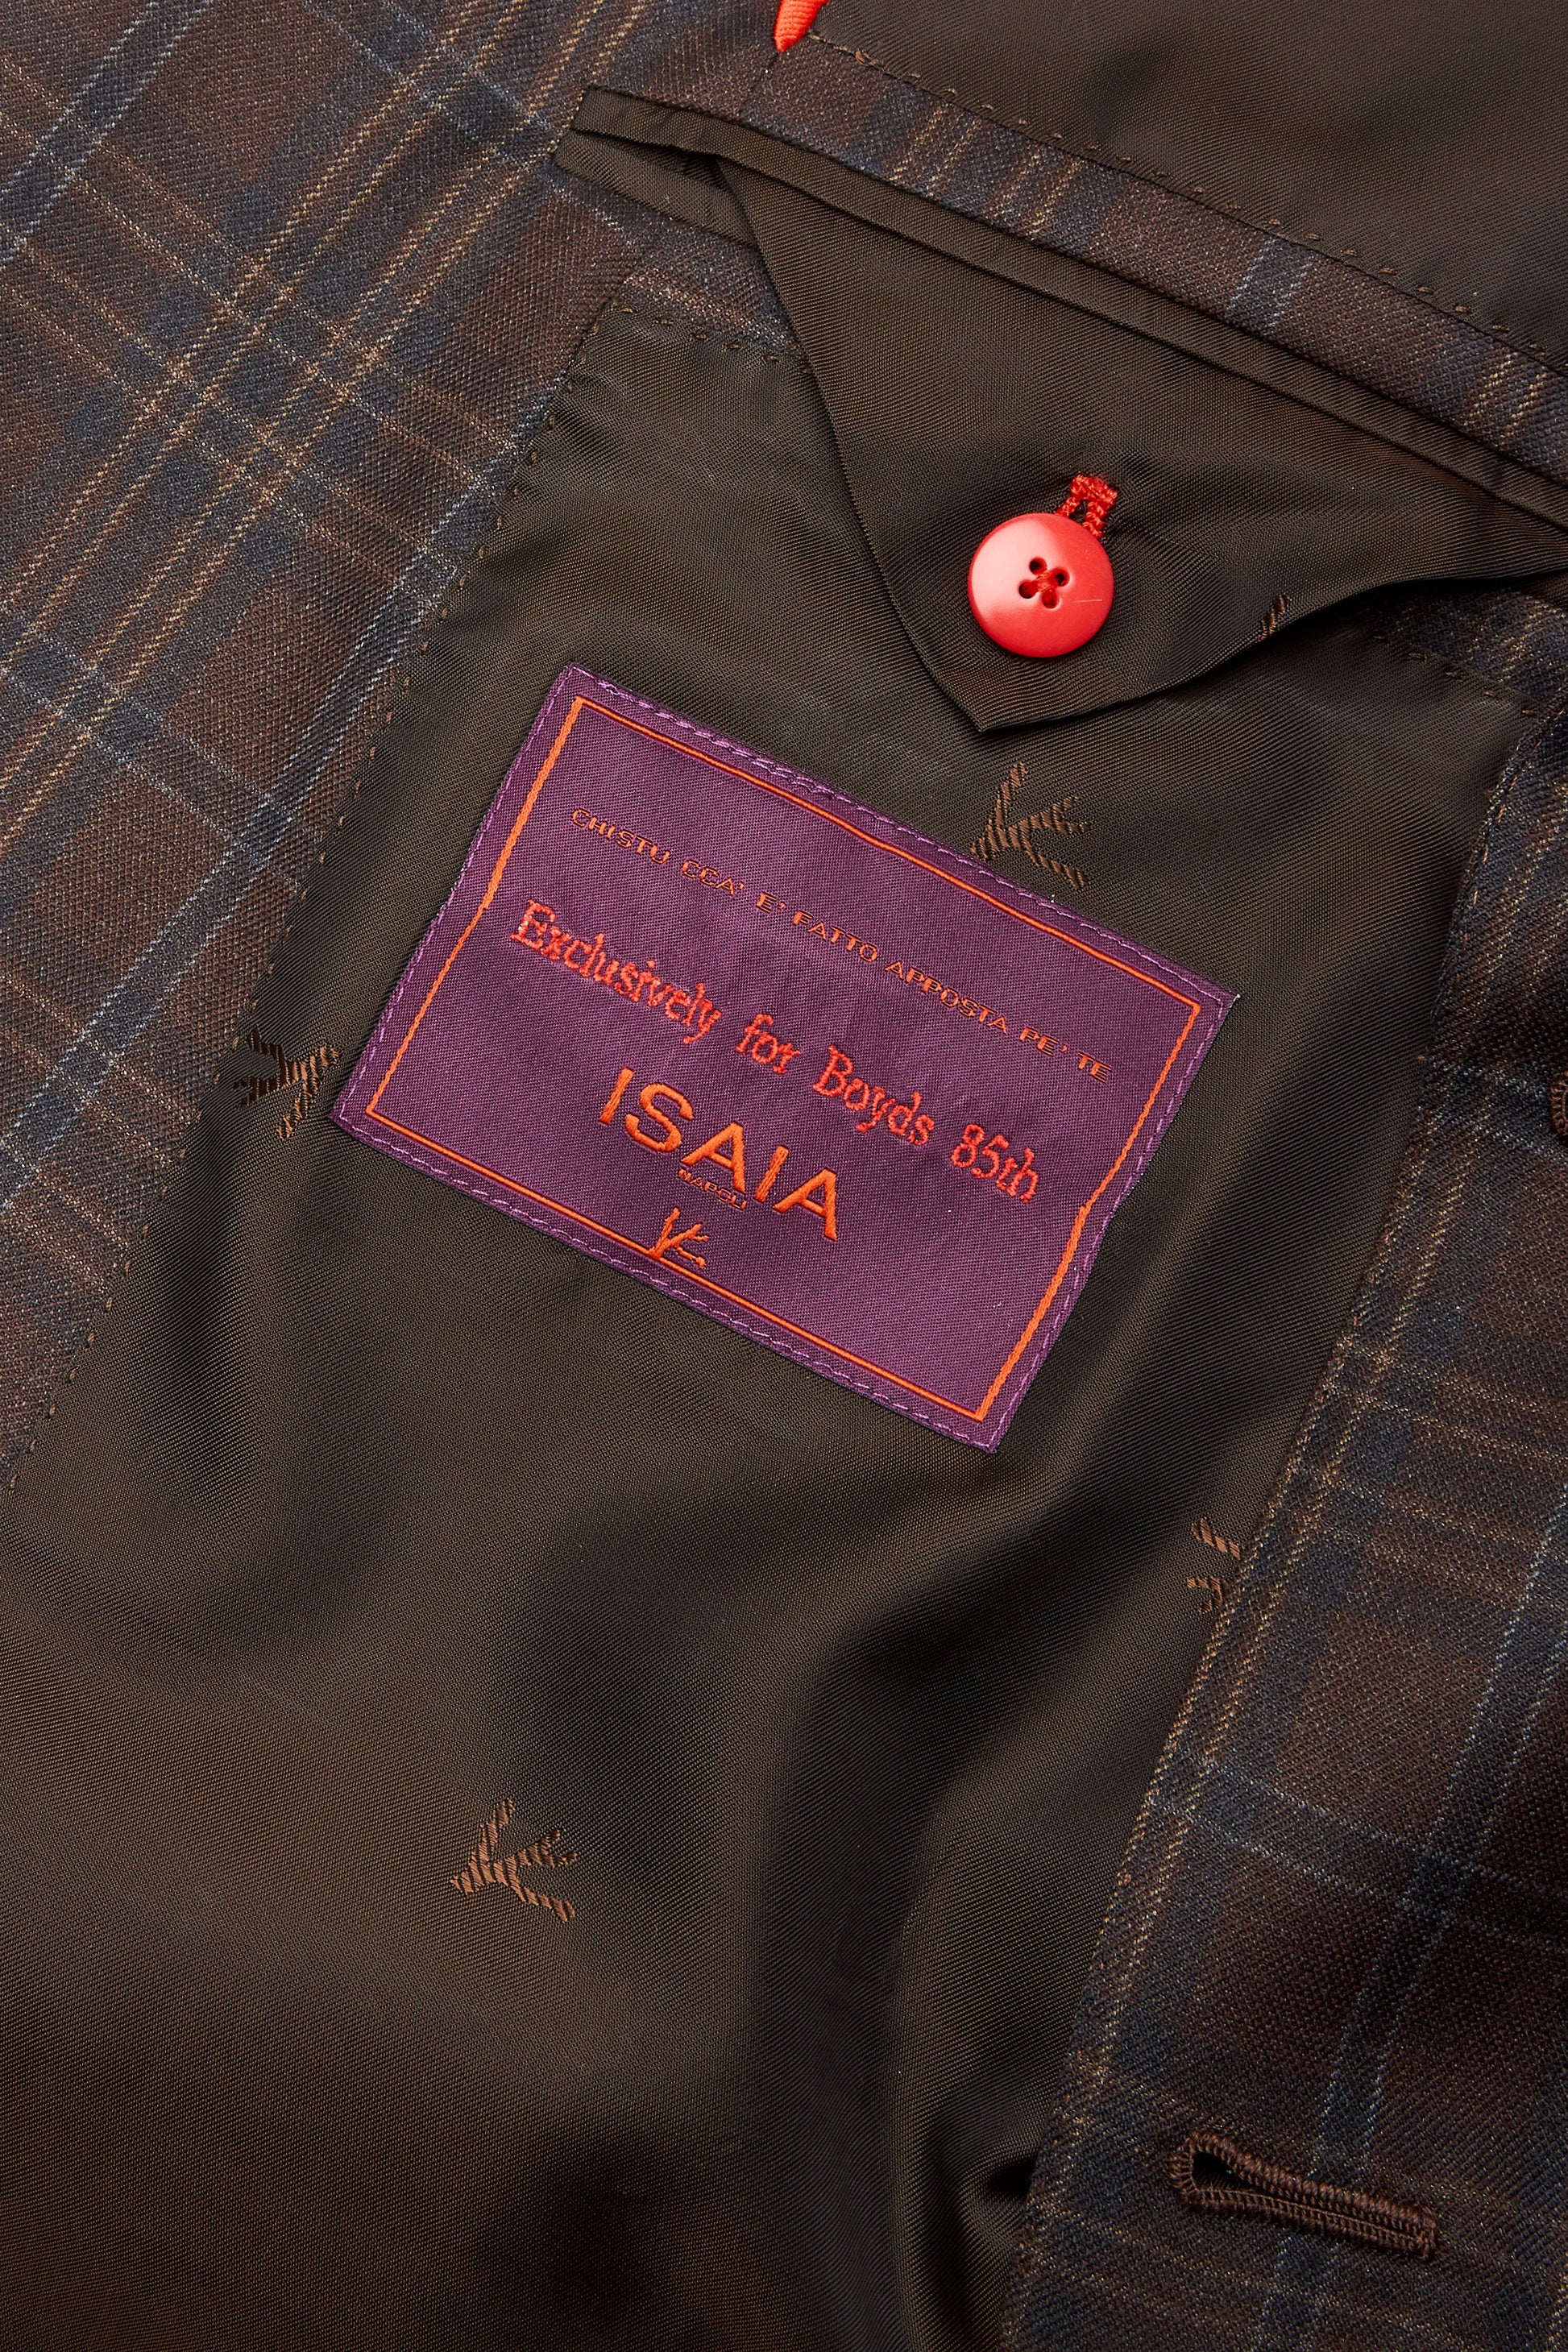 CHISTU CCA' E' FATTO APPOSTA PE' TE
Exclusively for Boyds 85th
ISAIA
NAPOLI